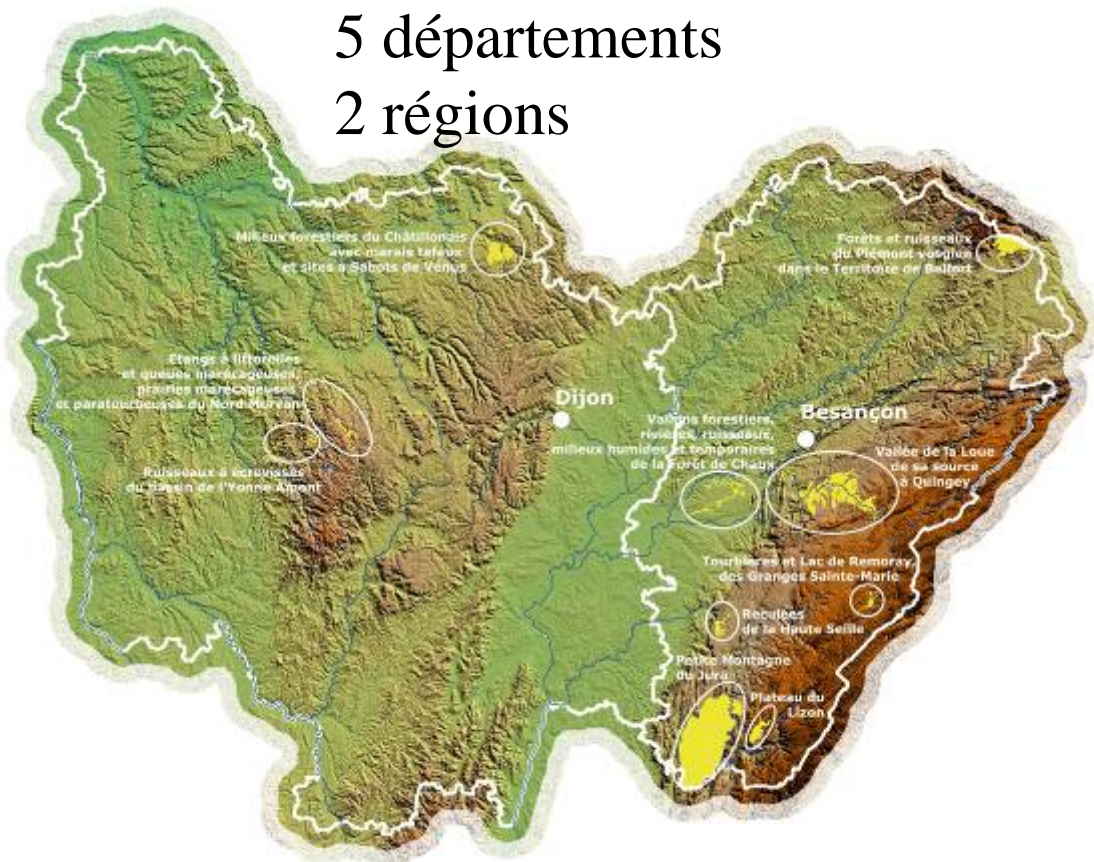 5 départements
2 régions
Milieux forestiers du Châtillonais
avec marais tufeux
et sites à Sabots de Vénus
Forêts et ruisseaux
du Piémont vosgien
dans le Territoire de Belfort
Etangs à littorelles
et queues marécageuses,
prairies marécageuses
et paratourbeuses du Nord-Morvan
Ruisseaux à écrevisses
du bassin de l'Yonne Amont
Dijon
Besançon
Vallons forestiers,
rivières, ruisseaux,
milieux humides et temporaires
de la Forêt de Chaux
Vallée de la Loue
de sa source
à Quingey
Tourbières et Lac de Remoray,
des Granges Sainte-Marie
Reculées
de la Haute Seille
Petite Montagne
du Jura
Plateau du
Lizon